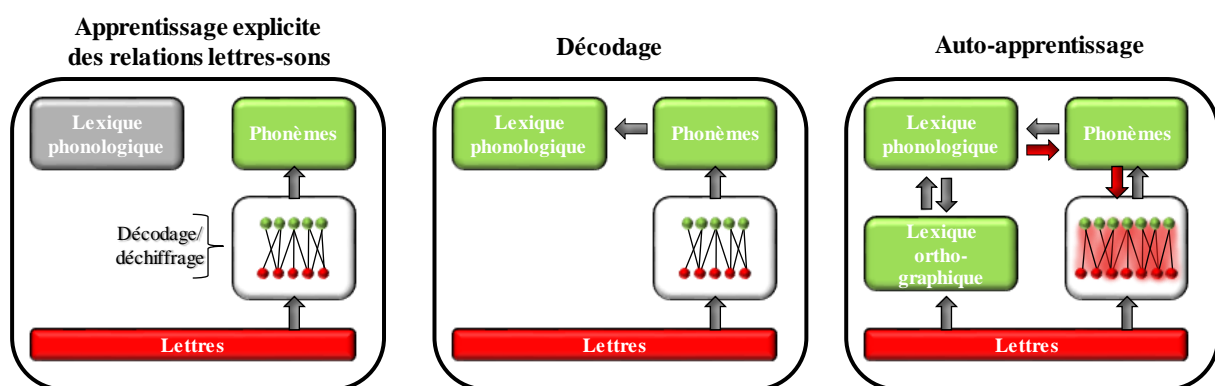 Apprentissage explicite
des relations lettres-sons
Lexique
phonologique
Phonèmes
Décodage/
déchiffrage
Lettres
Décodage
Lexique
phonologique
Phonèmes
Lettres
Auto-apprentissage
Lexique
phonologique
Phonèmes
Lexique
ortho-
graphique
Lettres